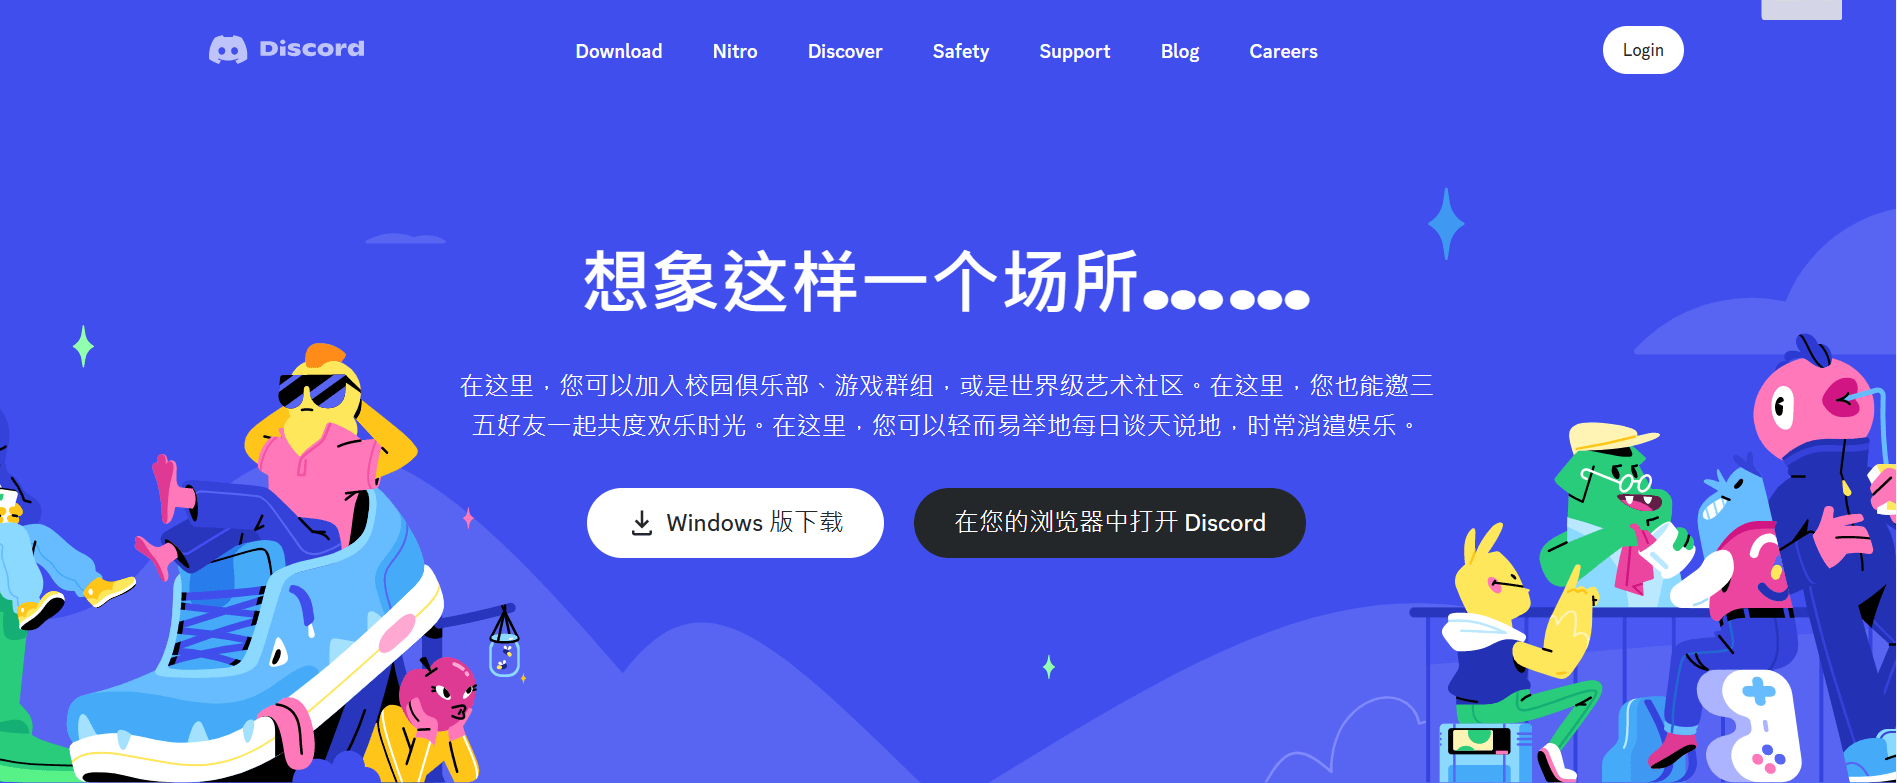 Discord
Download
Nitro
Discover
Safety
Support
Blog
Careers
Login
想象这样一个场所……
在这里，您可以加入校园俱乐部、游戏群组，或是世界级艺术社区。在这里，您也能邀三
五好友一起共度欢乐时光。在这里，您可以轻而易举地每日谈天说地，时常消遣娱乐。
Windows 版下载
在您的浏览器中打开 Discord